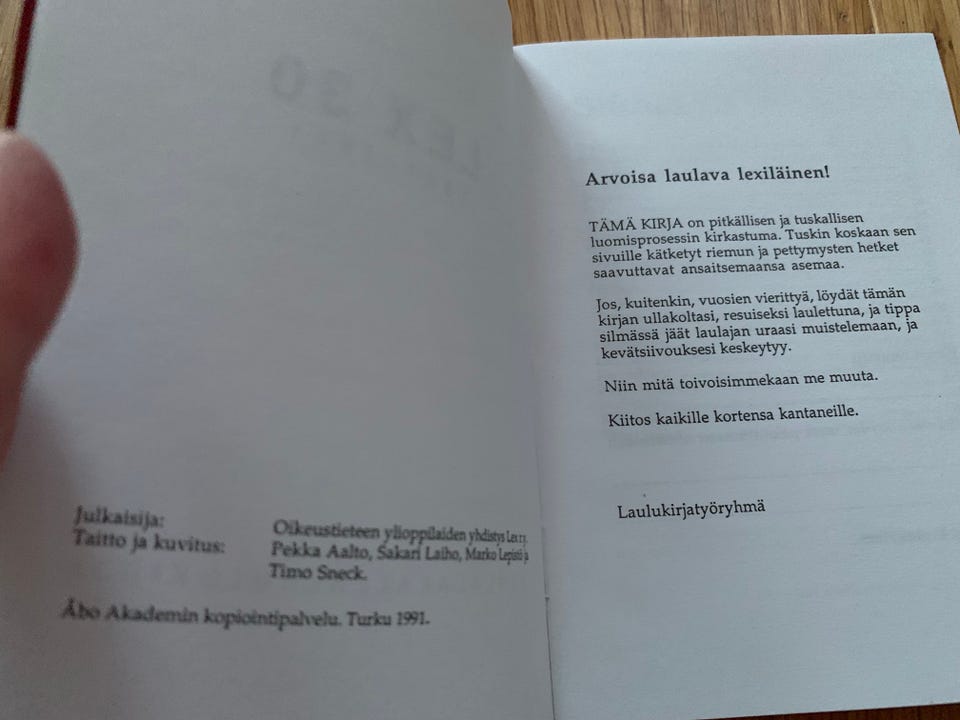 Julkaisija: Oikeustieteen ylioppilaiden yhdistys Lex ry.
Taitto ja kuvitus: Pekka Aalto, Sakari Laiho, Marko Lepistö ja
Timo Sneck.
Åbo Akademin kopiointipalvelu. Turku 1991.
Arvoisa laulava lexiläinen!
TÄMÄ KIRJA on pitkällisen ja tuskallisen
luomisprosessin kirkastuma. Tuskin koskaan sen
sivuille kätketyt riemun ja pettymysten hetket
saavuttavat ansaitsemaansa asemaa.
Jos, kuitenkin, vuosien vierittyä, löydät tämän
kirjan ullakoltasi, resuiseksi laulettuna, ja tippa
silmässä jäät laulajan uraasi muistelemaan, ja
kevätsiivouksesi keskeytyy.
Niin mitä toivoisimmekaan me muuta.
Kiitos kaikille kortensa kantaneille.
Laulukirjatyöryhmä